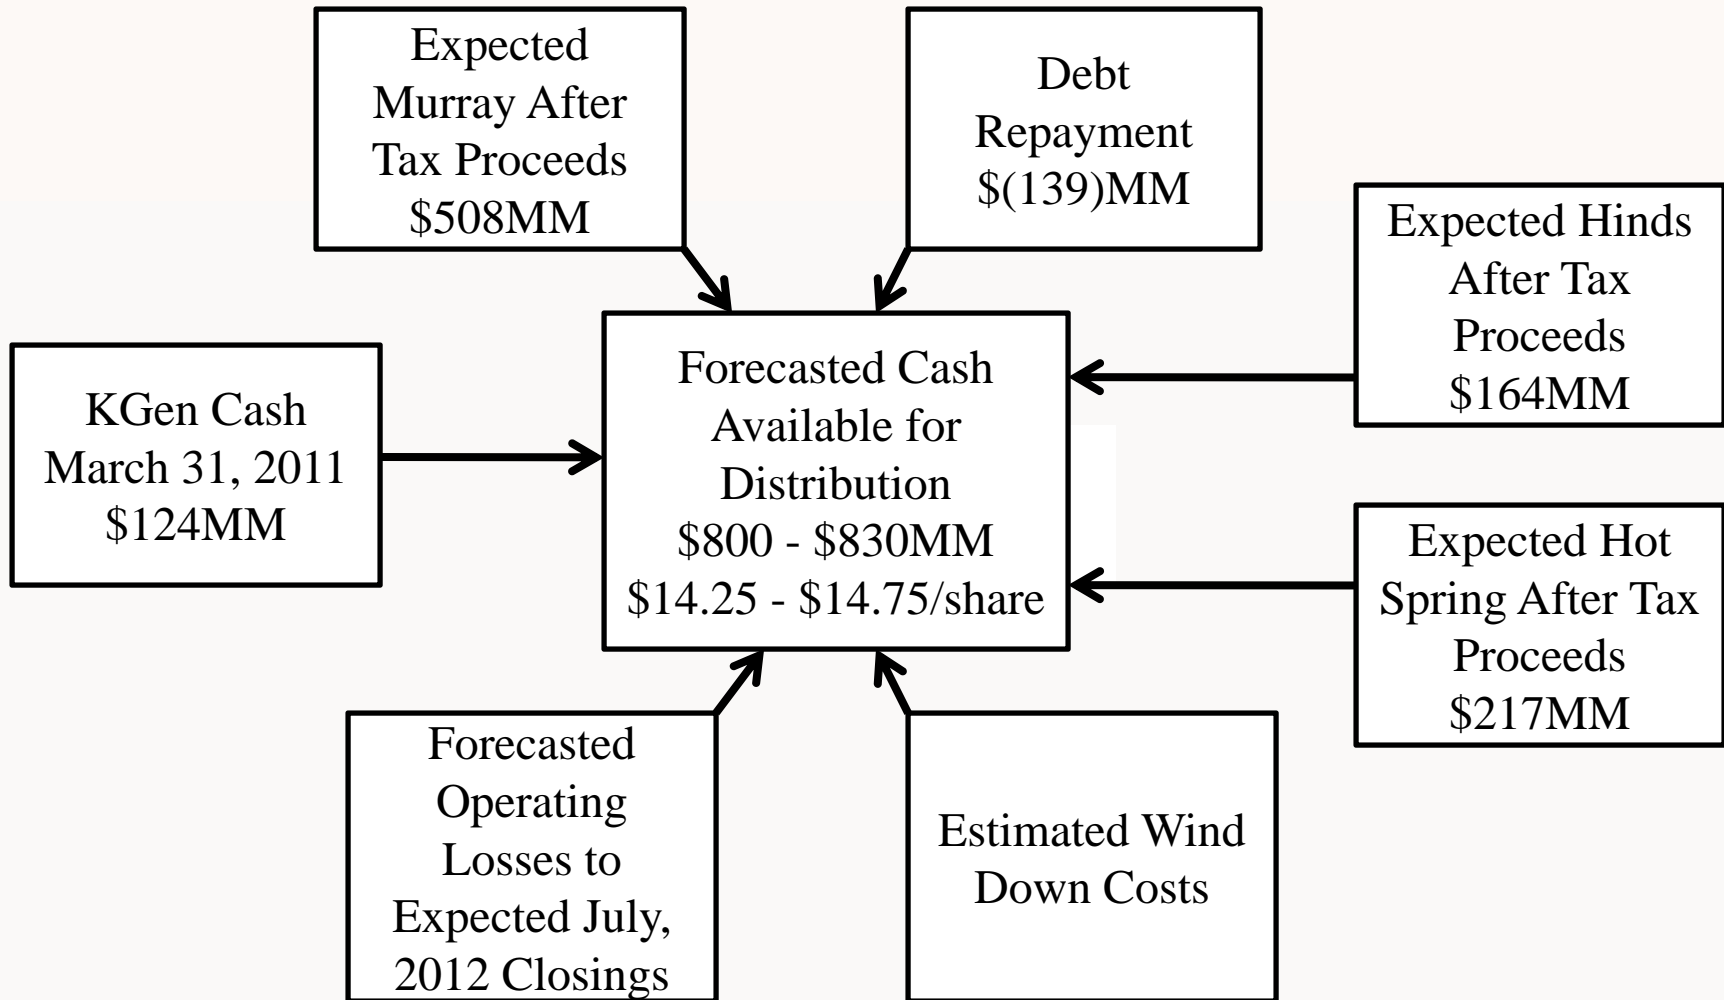 Expected
Murray After
Tax Proceeds
$508MM
Debt
Repayment
$(139)MM
Expected Hinds
After Tax
Proceeds
$164MM
KGen Cash
March 31, 2011
$124MM
Forecasted Cash
Available for
Distribution
$800 - $830MM
$14.25 - $14.75/share
Expected Hot
Spring After Tax
Proceeds
$217MM
Forecasted
Operating
Losses to
Expected July,
2012 Closings
Estimated Wind
Down Costs